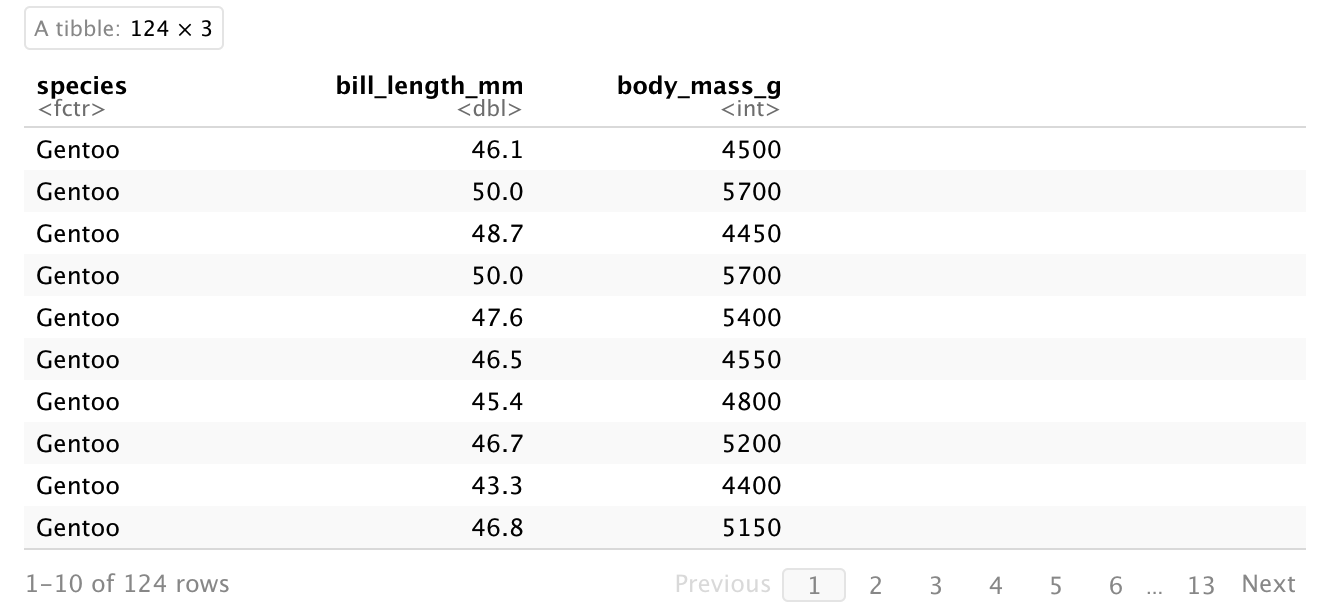 A tibble: 124 × 3
species bill_length_mm body_mass_g
<fctr> <dbl> <int>
Gentoo 46.1 4500
Gentoo 50.0 5700
Gentoo 48.7 4450
Gentoo 50.0 5700
Gentoo 47.6 5400
Gentoo 46.5 4550
Gentoo 45.4 4800
Gentoo 46.7 5200
Gentoo 43.3 4400
Gentoo 46.8 5150
1–10 of 124 rows Previous 1 2 3 4 5 6 ... 13 Next